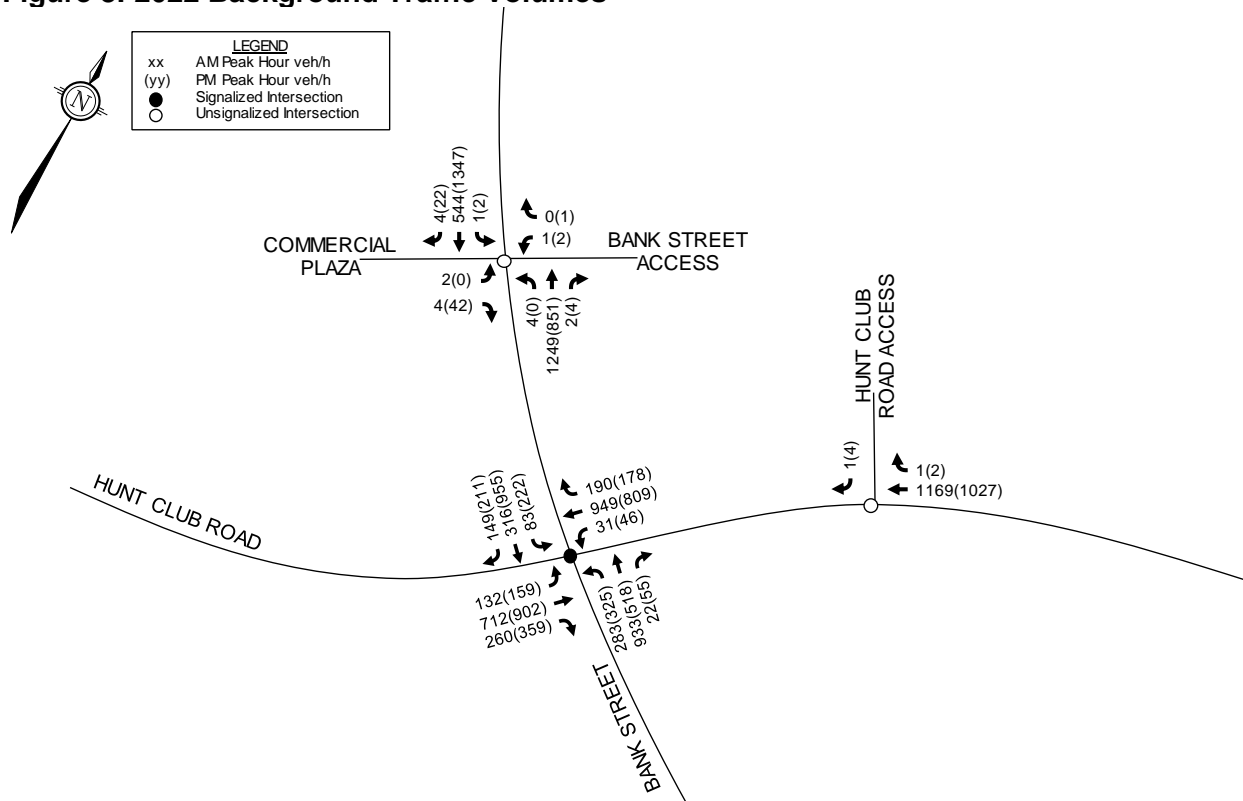 Figure 8: 2022 Background Traffic Volumes
LEGEND
xx AM Peak Hour veh/h
(yy) PM Peak Hour veh/h
Signalized Intersection
Unsignalized Intersection
N
4(22)
544(1347)
1(2)
0(1)
1(2)
COMMERCIAL
PLAZA
BANK STREET
ACCESS
2(0)
4(42)
4(0)
1249(851)
2(4)
HUNT CLUB
ROAD ACCESS
1(4)
1(2)
1169(1027)
HUNT CLUB ROAD
149(211)
316(955)
83(222)
190(178)
949(809)
31(46)
132(159)
712(902)
260(359)
283(325)
933(518)
22(55)
BANK STREET